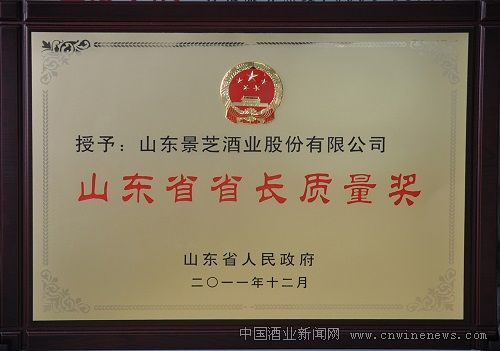 授予：山东景芝酒业股份有限公司
山东省省长质量奖
山东省人民政府
二〇一一年十二月
中国酒业新闻网 www.cnwinenews.com